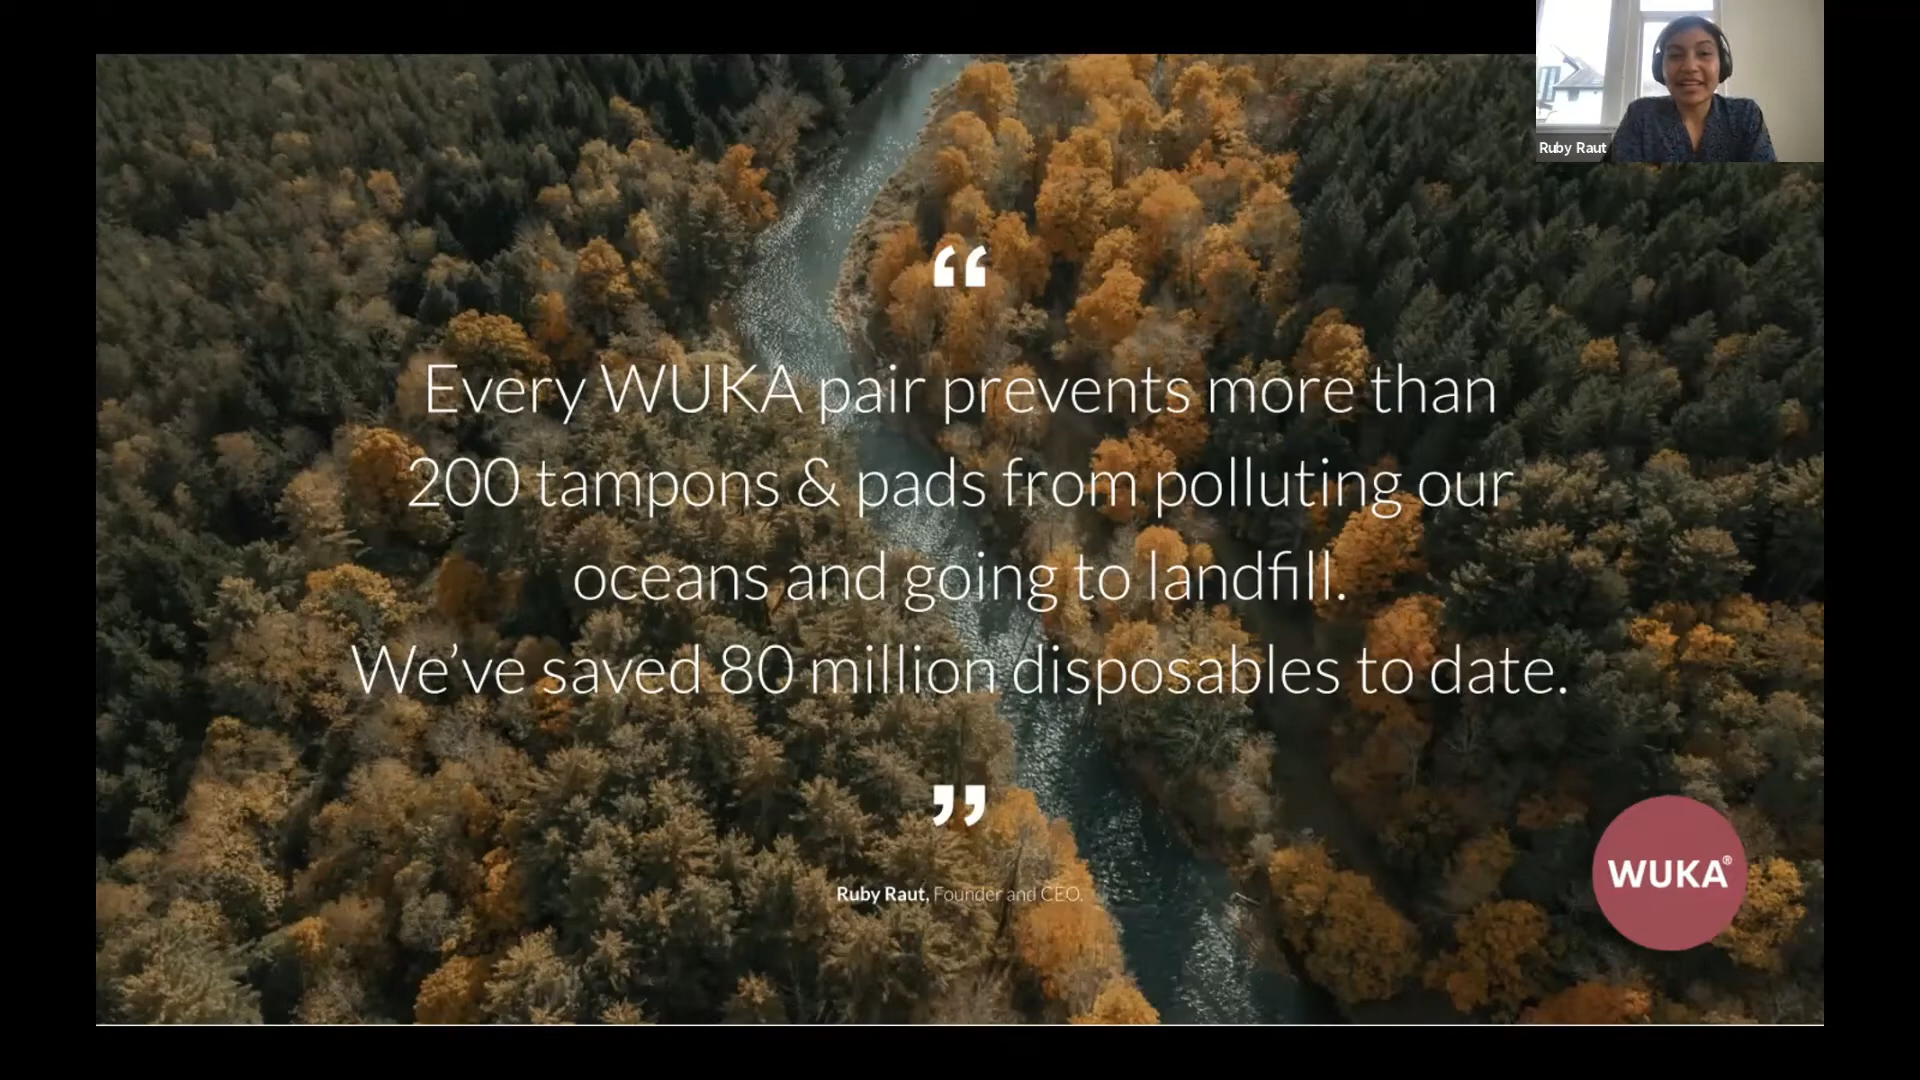 Ruby Raut
“
Every WUKA pair prevents more than
200 tampons & pads from polluting our
oceans and going to landfill.
We’ve saved 80 million disposables to date.
”
Ruby Raut, Founder and CEO.
WUKA®